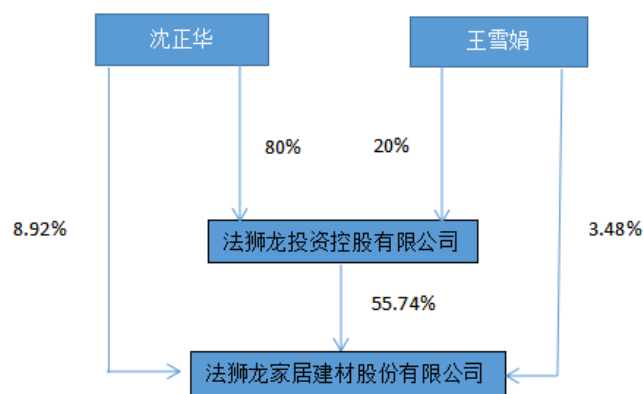 沈正华
王雪娟
80%
20%
8.92%
3.48%
法狮龙投资控股有限公司
55.74%
法狮龙家居建材股份有限公司